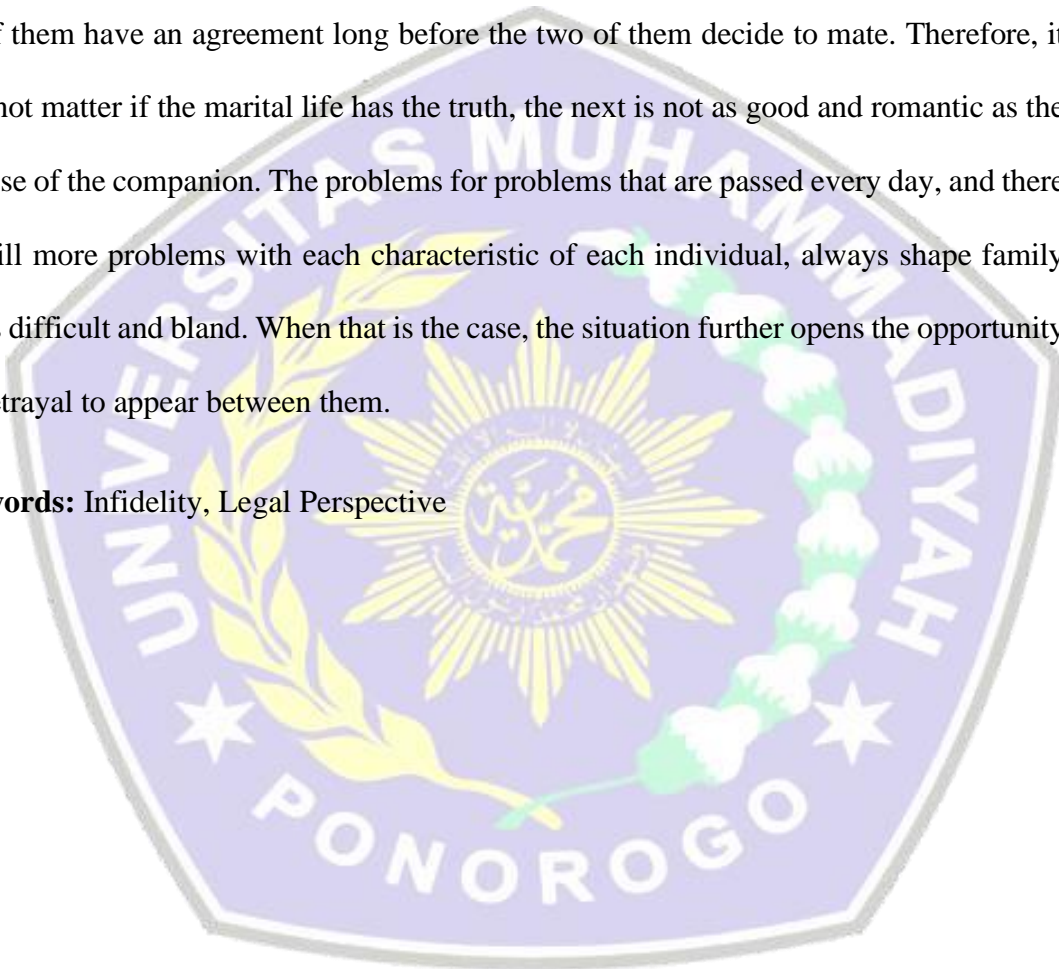 f them have an agreement long before the two of them decide to mate. Therefore, it
not matter if the marital life has the truth, the next is not as good and romantic as the
se of the companion. The problems for problems that are passed every day, and there
ill more problems with each characteristic of each individual, always shape family
s difficult and bland. When that is the case, the situation further opens the opportunity
etrayal to appear between them.
ords: Infidelity, Legal Perspective
UNIVERSITAS MUHAMMADIYAH
محمدية
PONOROGO